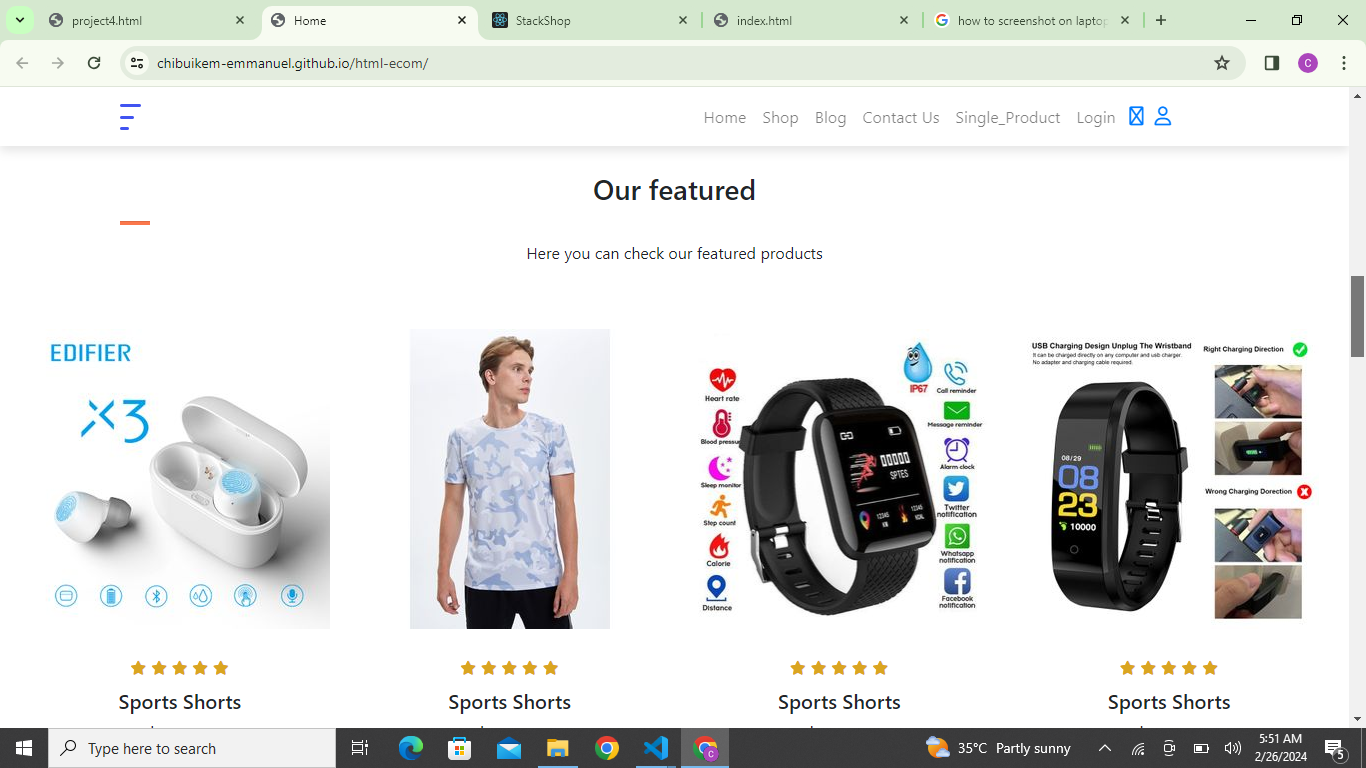 project4.html
Home
StackShop
index.html
how to screenshot on laptop
chibuikem-emmanuel.github.io/html-ecom/
C
Home Shop Blog Contact Us Single_Product Login
Our featured
Here you can check our featured products
EDIFIER
X3
Heart rate
Blood pressur
Sleep monitor
Step count
Calorie
Distance
IP67
Call reminder
Message reminder
Alarm clock
Twitter
notification
Whatsapp
notification
Facebook
notification
00000
SPTES
12345
KM
12345
KCAL
USB Charging Design Unplug The Wristband
It can be charged directly on any computer and usb charger.
No adapter and charging cable required
Right Charging Direction
08/29
08
23
10000
Wrong Charging Dorection
Sports Shorts
Sports Shorts
Sports Shorts
Sports Shorts
Type here to search
C
35°C Partly sunny
5:51 AM
2/26/2024
5